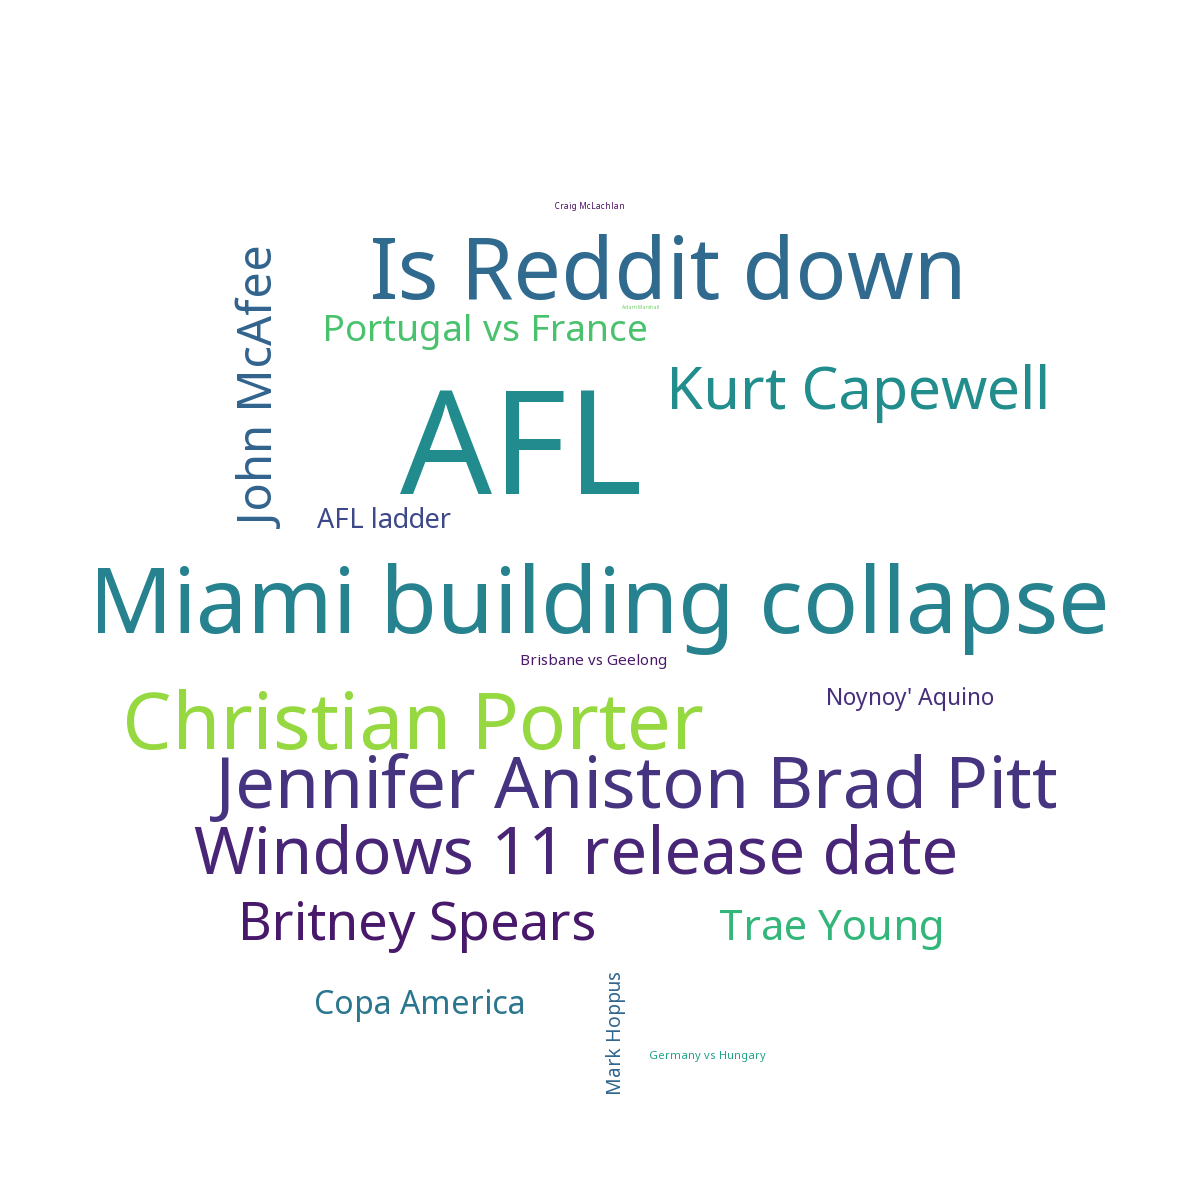 Craig McLachlan
Is Reddit down
John McAfee
Adam Marshall
Portugal vs France
Kurt Capewell
AFL
AFL ladder
Miami building collapse
Brisbane vs Geelong
Noynoy' Aquino
Christian Porter
Jennifer Aniston Brad Pitt
Windows 11 release date
Britney Spears
Trae Young
Copa America
Mark Hoppus
Germany vs Hungary